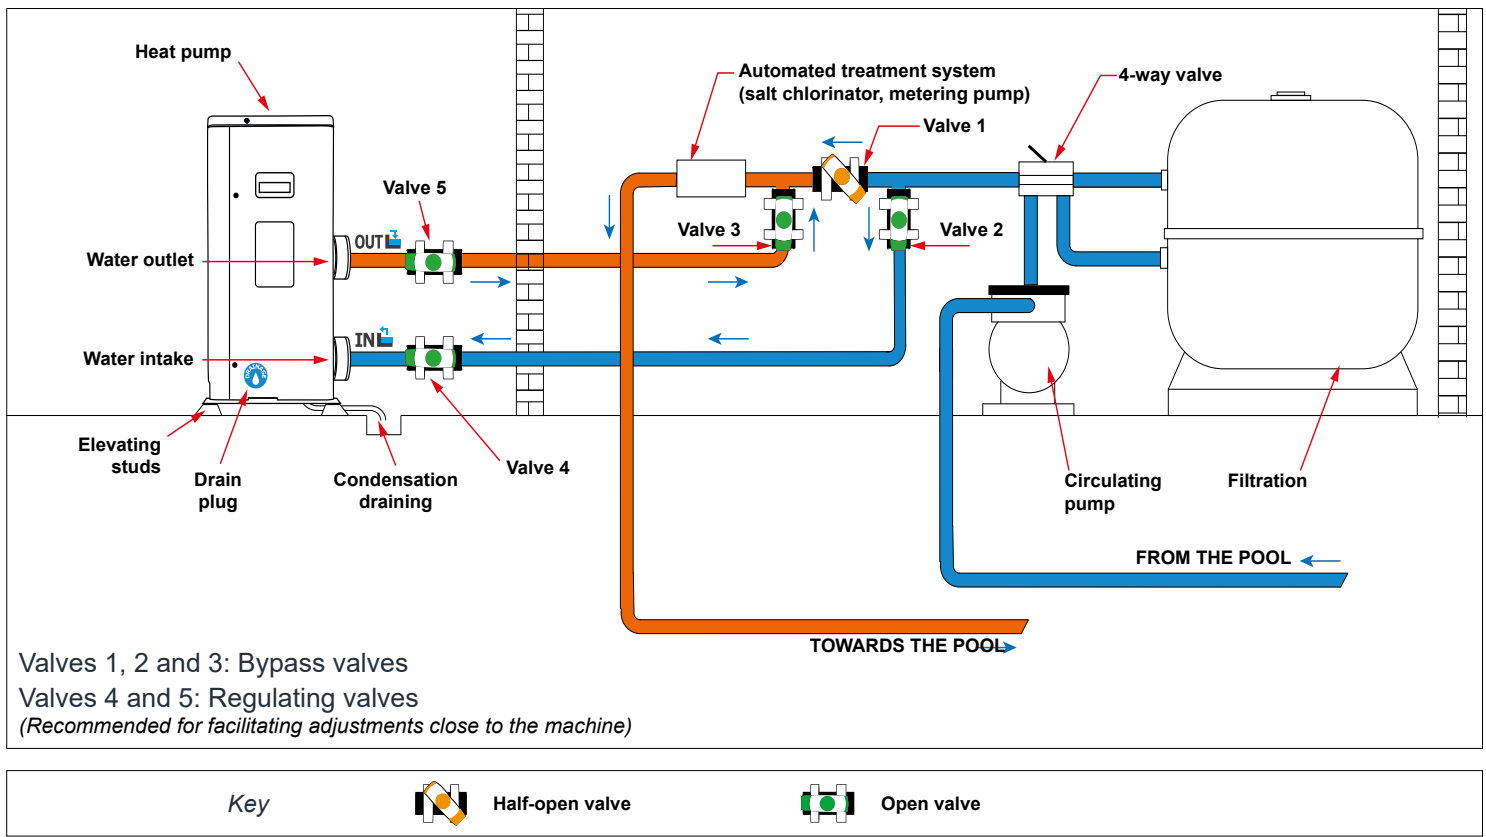 Heat pump
Automated treatment system
(salt chlorinator, metering pump)
4-way valve
Valve 1
Valve 5
Valve 3
Valve 2
OUT
Water outlet
IN
Water intake
DRAINAGE
Elevating
studs
Drain
plug
Condensation
draining
Valve 4
Circulating
pump
Filtration
FROM THE POOL
TOWARDS THE POOL
Valves 1, 2 and 3: Bypass valves
Valves 4 and 5: Regulating valves
(Recommended for facilitating adjustments close to the machine)
Key
Half-open valve
Open valve